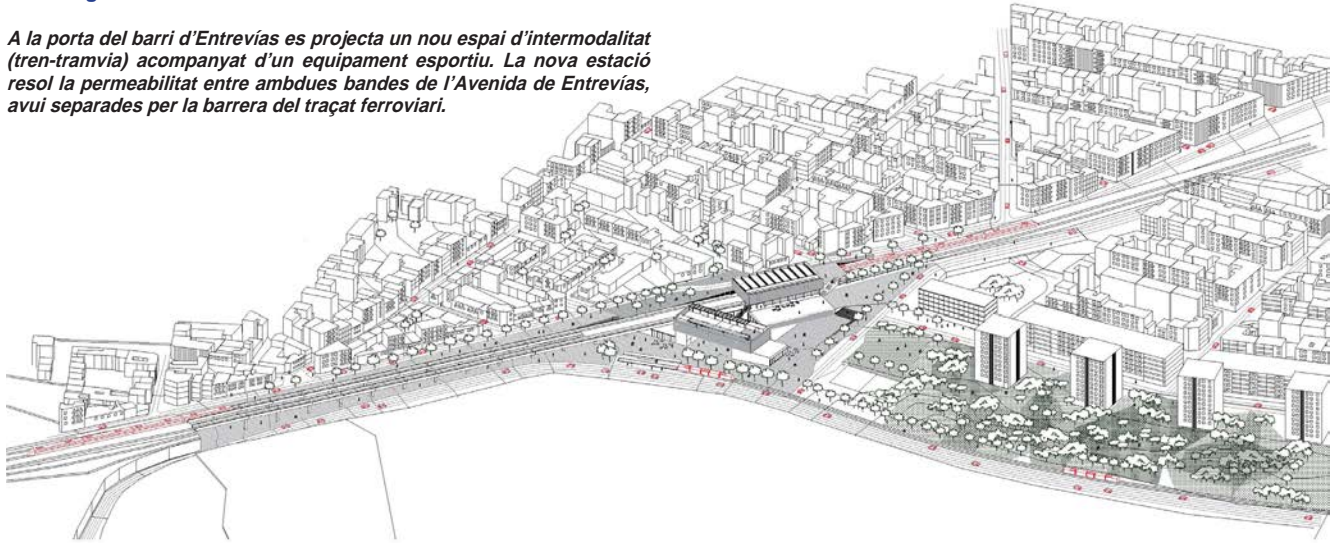 A la porta del barri d'Entrevías es projecta un nou espai d'intermodalitat
(tren-tramvia) acompanyat d'un equipament esportiu. La nova estació
resol la permeabilitat entre ambdues bandes de l'Avenida de Entrevías,
avui separades per la barrera del traçat ferroviari.